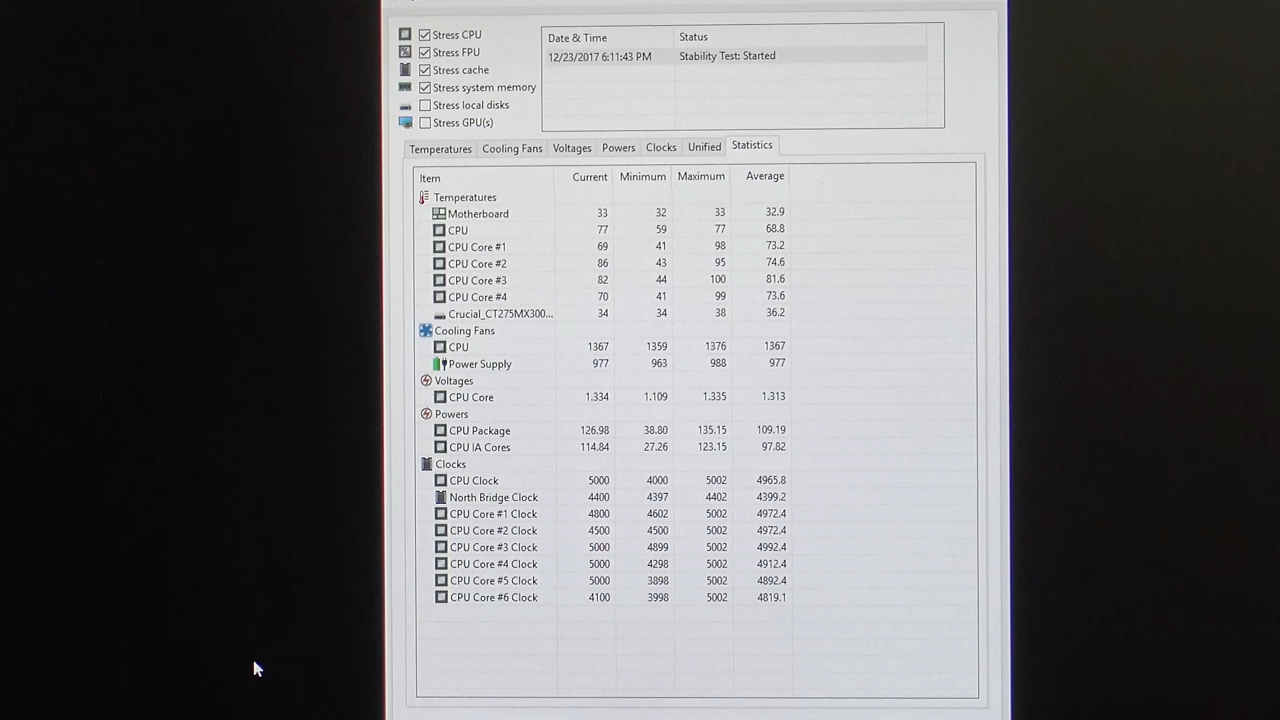 Stress CPU
Stress FPU
Stress cache
Stress system memory
Stress local disks
Stress GPU(s)
Date & Time Status
12/23/2017 6:11:43 PM Stability Test: Started
Temperatures Cooling Fans Voltages Powers Clocks Unified Statistics
Item Current Minimum Maximum Average
Temperatures
Motherboard 33 32 33 32.9
CPU 77 59 77 68.8
CPU Core #1 69 41 98 73.2
CPU Core #2 86 43 95 74.6
CPU Core #3 82 44 100 81.6
CPU Core #4 70 41 99 73.6
Crucial_CT275MX300... 34 34 38 36.2
Cooling Fans
CPU 1367 1359 1376 1367
Power Supply 977 963 988 977
Voltages
CPU Core 1.334 1.109 1.335 1.313
Powers
CPU Package 126.98 38.80 135.15 109.19
CPU IA Cores 114.84 27.26 123.15 97.82
Clocks
CPU Clock 5000 4000 5002 4965.8
North Bridge Clock 4400 4397 4402 4399.2
CPU Core #1 Clock 4800 4602 5002 4972.4
CPU Core #2 Clock 4500 4500 5002 4972.4
CPU Core #3 Clock 5000 4899 5002 4992.4
CPU Core #4 Clock 5000 4298 5002 4912.4
CPU Core #5 Clock 5000 3898 5002 4892.4
CPU Core #6 Clock 4100 3998 5002 4819.1